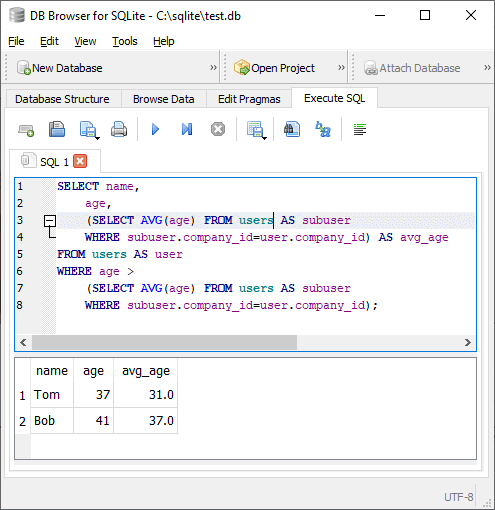 DB Browser for SQLite - C:\sqlite\test.db
File Edit View Tools Help
New Database » Open Project » Attach Database »
Database Structure Browse Data Edit Pragmas Execute SQL
SQL 1
1 SELECT name,
2 age,
3 (SELECT AVG(age) FROM users AS subuser
4 WHERE subuser.company_id=user.company_id) AS avg_age
5 FROM users AS user
6 WHERE age >
7 (SELECT AVG(age) FROM users AS subuser
8 WHERE subuser.company_id=user.company_id);
name age avg_age
1 Tom 37 31.0
2 Bob 41 37.0
UTF-8